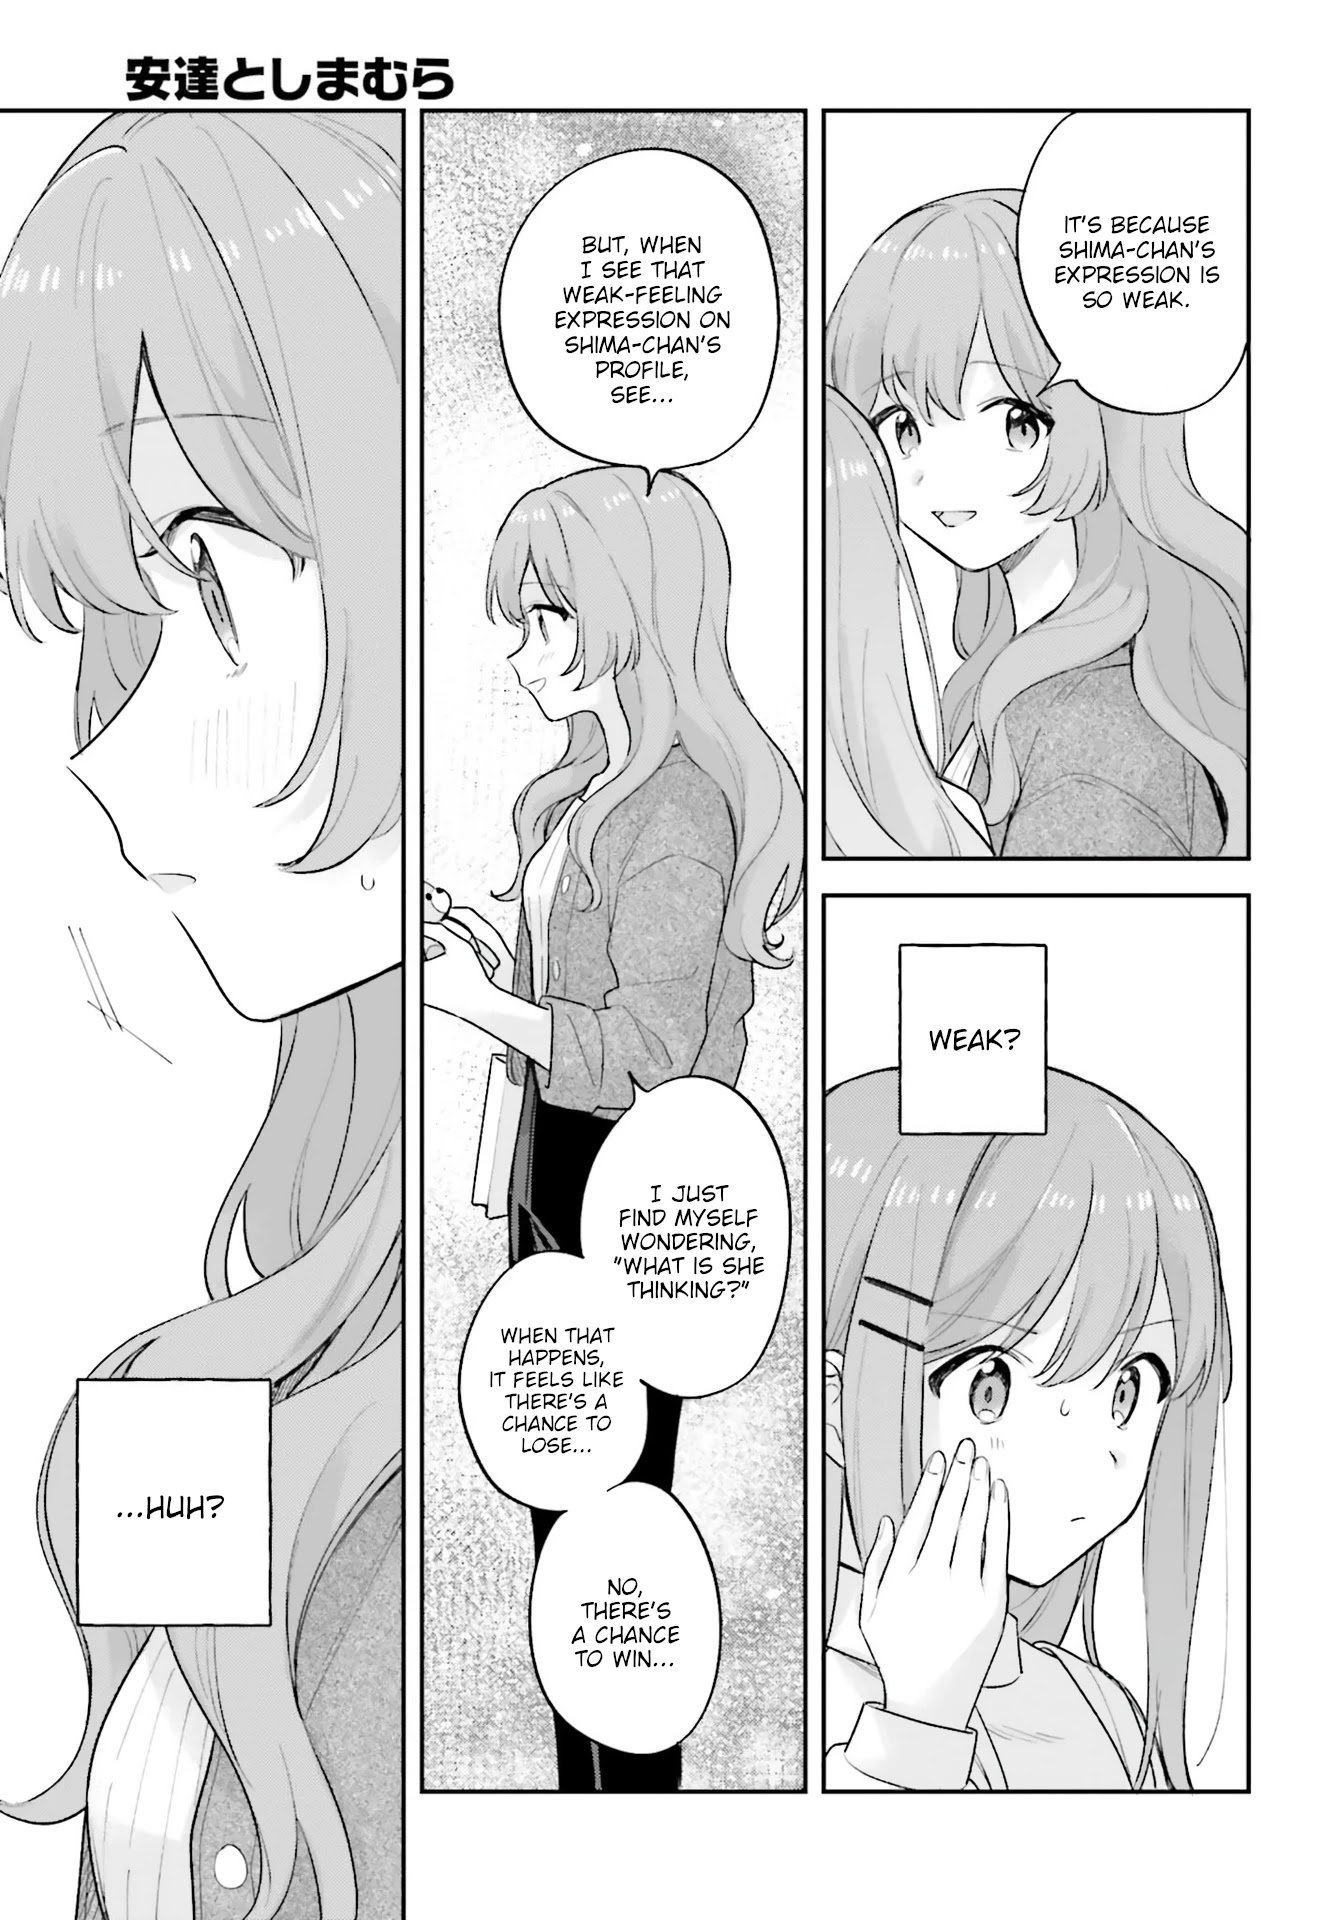 安達としまむら
IT'S BECAUSE
SHIMA-CHAN'S
EXPRESSION IS
SO WEAK.
WEAK?
BUT, WHEN
I SEE THAT
WEAK-FEELING
EXPRESSION ON
SHIMA-CHAN'S
PROFILE,
SEE...
I JUST
FIND MYSELF
WONDERING,
"WHAT IS SHE
THINKING?"
WHEN THAT
HAPPENS,
IT FEELS LIKE
THERE'S A
CHANCE TO
LOSE...
NO,
THERE'S
A CHANCE
TO WIN...
...HUH?